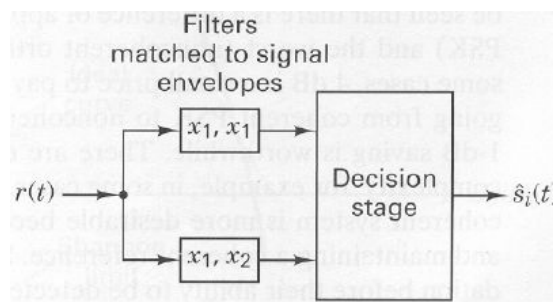 Filters
matched to signal
envelopes
x₁, x₁
r(t)
Decision
stage
ŝᵢ(t)
x₁, x₂